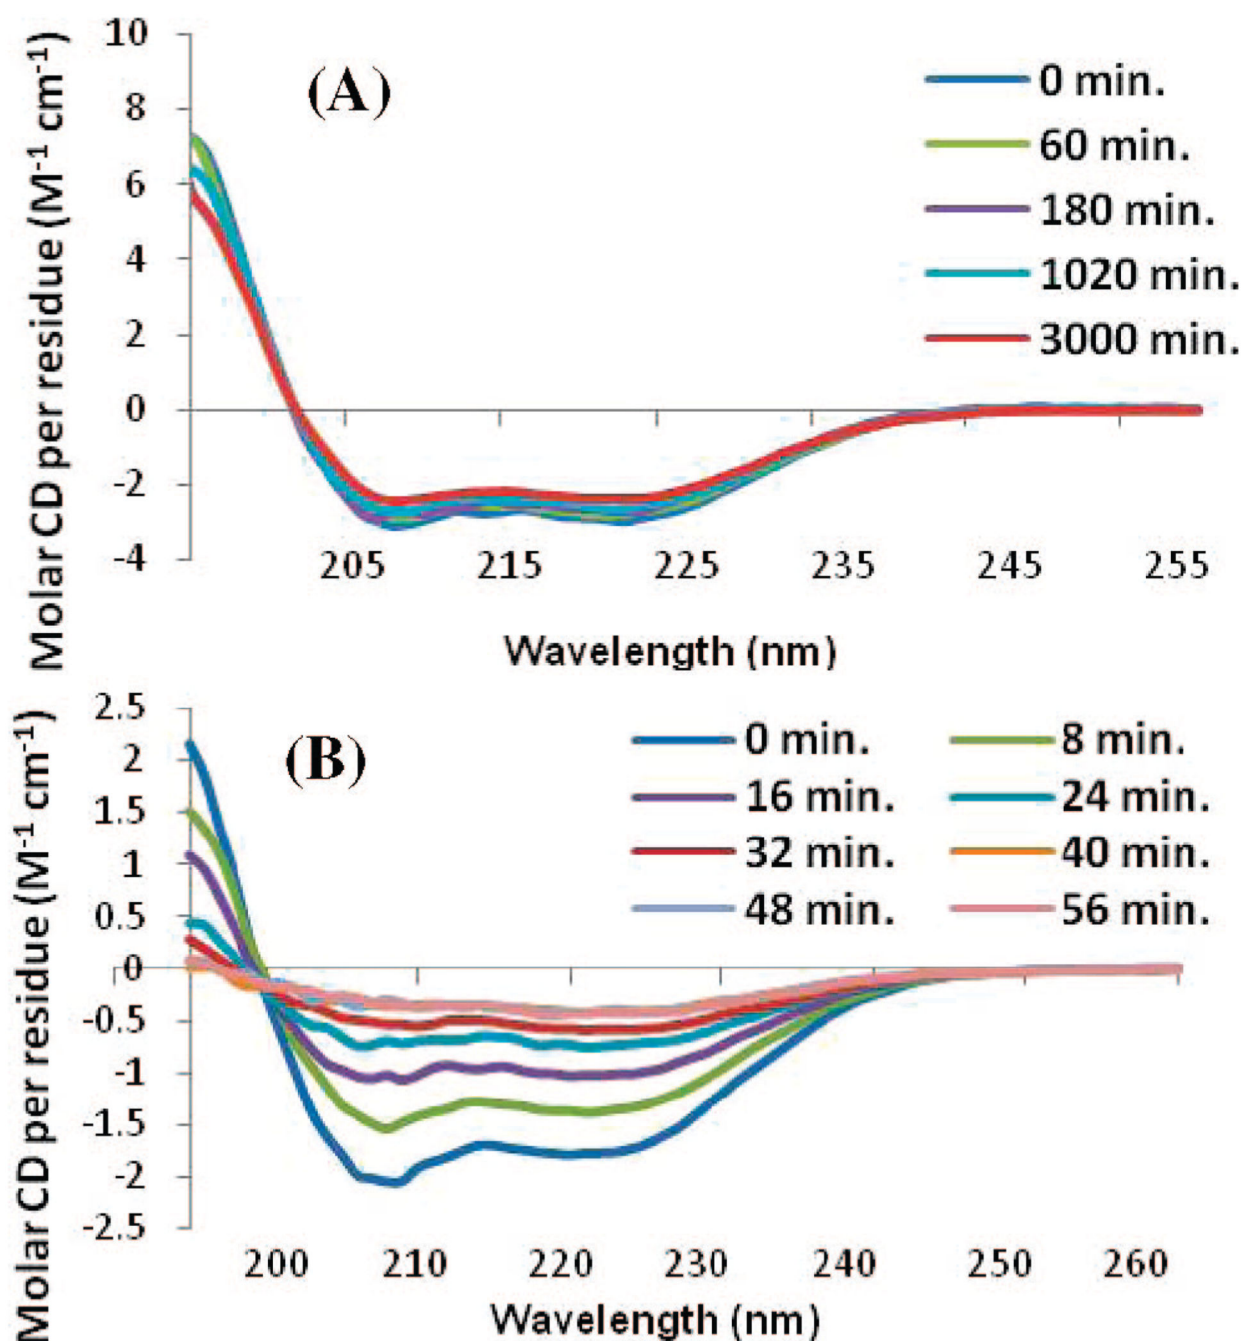 Molar CD per residue (M-1 cm-1)
10
8
6
4
2
0
-2
-4
(A)
0 min.
60 min.
180 min.
1020 min.
3000 min.
205 215 225 235 245 255
Wavelength (nm)
Molar CD per residue (M-1 cm-1)
2.5
2
1.5
1
0.5
0
-0.5
-1
-1.5
-2
-2.5
(B)
0 min. 8 min.
16 min. 24 min.
32 min. 40 min.
48 min. 56 min.
200 210 220 230 240 250 260
Wavelength (nm)